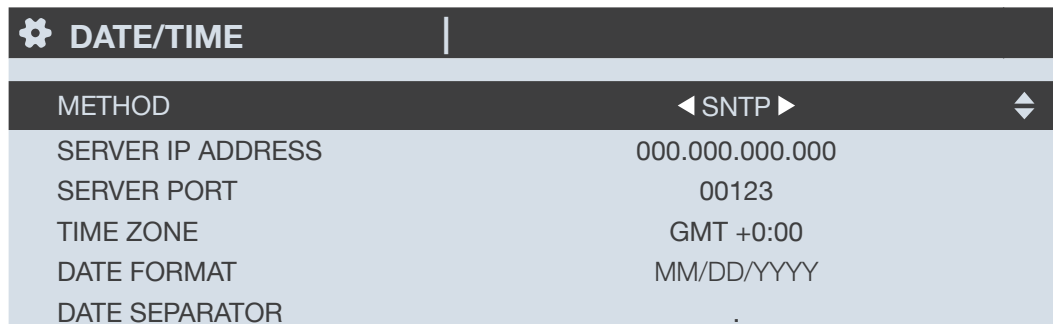 DATE/TIME
METHOD ◀ SNTP ▶
SERVER IP ADDRESS 000.000.000.000
SERVER PORT 00123
TIME ZONE GMT +0:00
DATE FORMAT MM/DD/YYYY
DATE SEPARATOR .